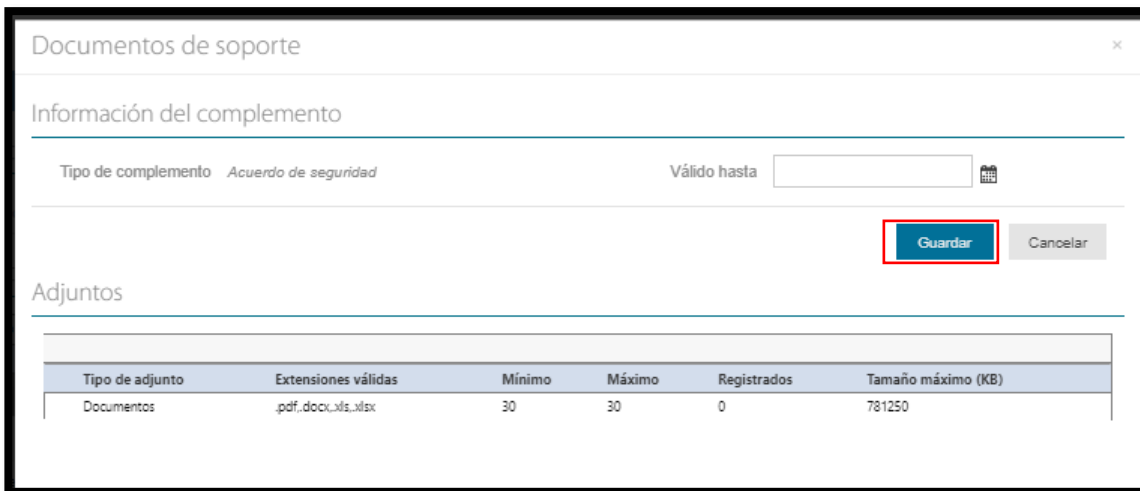 Documentos de soporte ×
Información del complemento
Tipo de complemento Acuerdo de seguridad Válido hasta
Guardar Cancelar
Adjuntos
Tipo de adjunto Extensiones válidas Mínimo Máximo Registrados Tamaño máximo (KB)
Documentos .pdf,.docx,.xls,.xlsx 30 30 0 781250